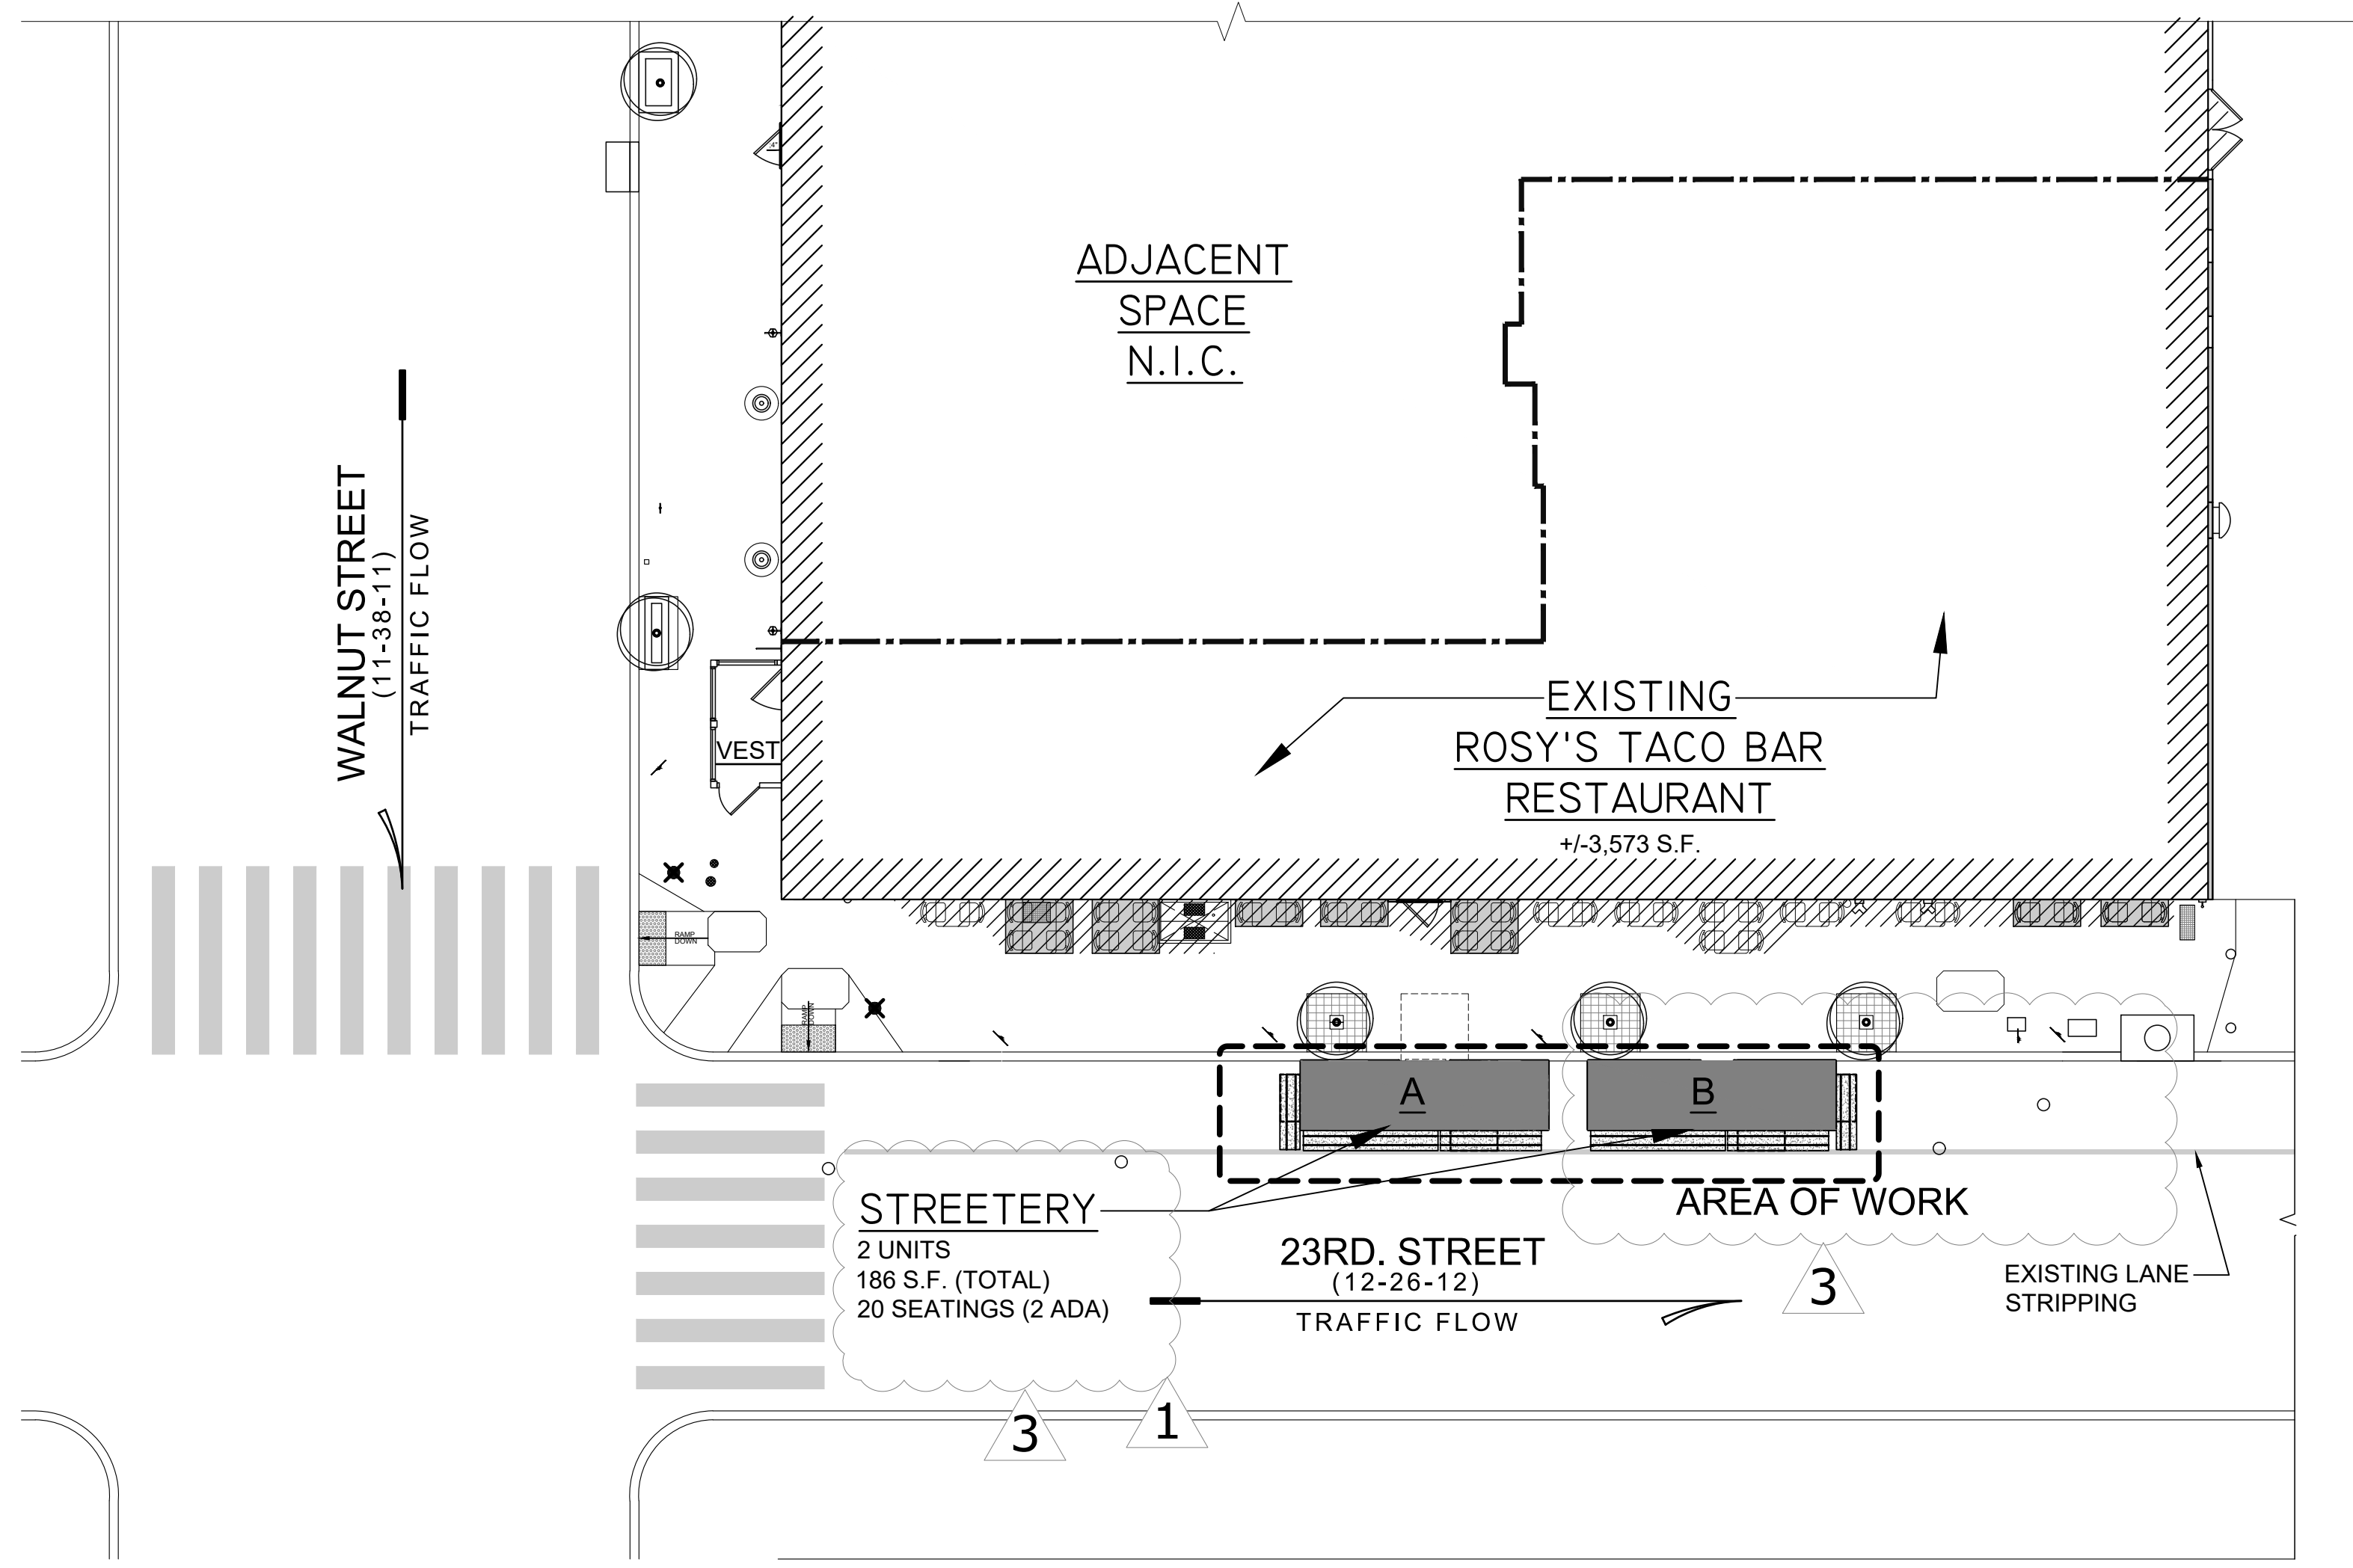 4"
ADJACENT
SPACE
N.I.C.
WALNUT STREET
(11-38-11)
TRAFFIC FLOW
EXISTING
ROSY'S TACO BAR
RESTAURANT
+/-3,573 S.F.
VEST
RAMP
DOWN
RAMP
DOWN
A
B
STREETERY
2 UNITS
186 S.F. (TOTAL)
20 SEATINGS (2 ADA)
AREA OF WORK
23RD. STREET
(12-26-12)
TRAFFIC FLOW
3
EXISTING LANE
STRIPPING
3
1